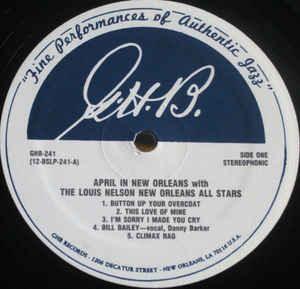 "Fine Performances of Authentic Jazz"
G.H.B.
GHB-241
(12-BSLP-241-A)
SIDE ONE
STEREOPHONIC
APRIL IN NEW ORLEANS with
THE LOUIS NELSON NEW ORLEANS ALL STARS
1. BUTTON UP YOUR OVERCOAT
2. THIS LOVE OF MINE
3. I'M SORRY I MADE YOU CRY
4. BILL BAILEY—vocal, Danny Barker
5. CLIMAX RAG
GHB RECORDS · 1206 DECATUR STREET · NEW ORLEANS, LA 70116 U.S.A.